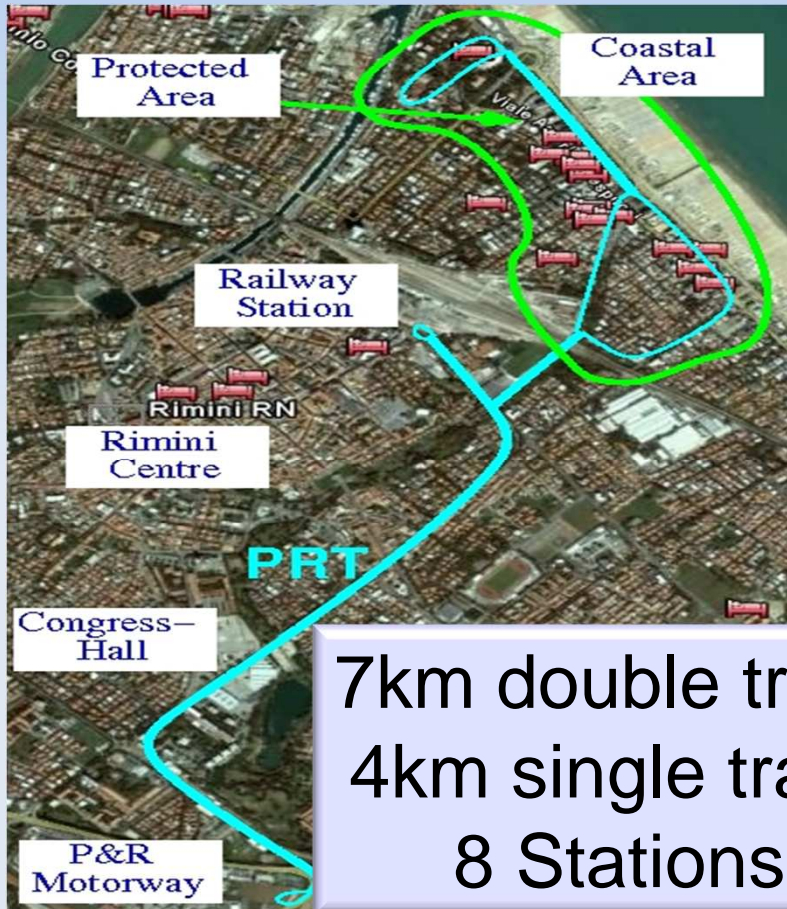 Protected
Area
Coastal
Area
Viale
Railway
Station
Rimini RN
Rimini
Centre
PRT
Congress–
Hall
7km double tr
4km single tra
8 Stations
P&R
Motorway